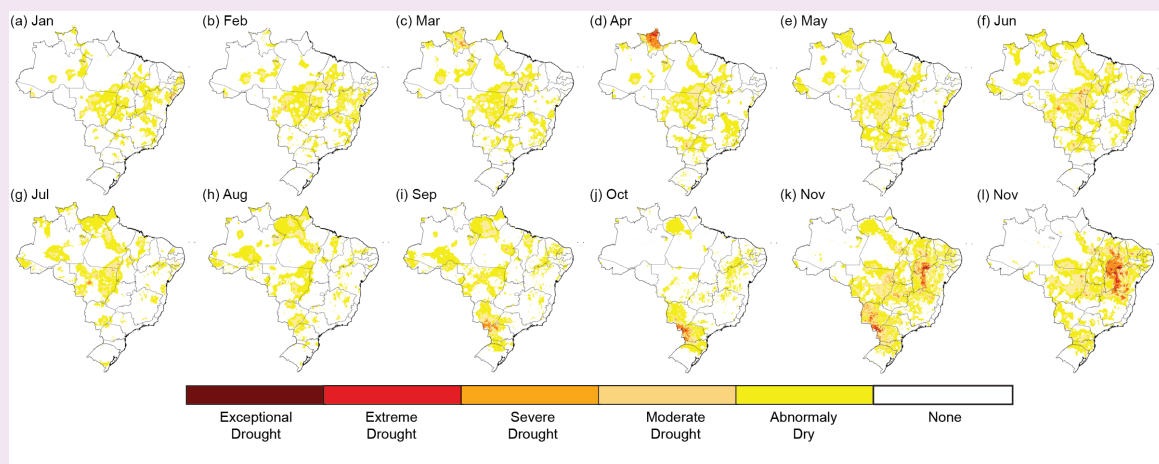 (a) Jan
(b) Feb
(c) Mar
(d) Apr
(e) May
(f) Jun
(g) Jul
(h) Aug
(i) Sep
(j) Oct
(k) Nov
(l) Nov
Exceptional
Drought
Extreme
Drought
Severe
Drought
Moderate
Drought
Abnormaly
Dry
None